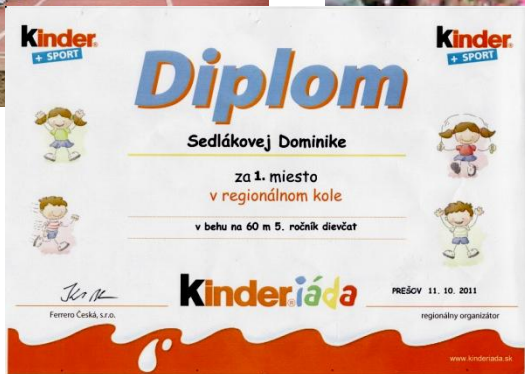 Kinder
+ SPORT
Kinder
+ SPORT
Diplom
Sedlákovej Dominike
za 1. miesto
v regionálnom kole
v behu na 60 m 5. ročník dievčat
Ferrero Česká, s.r.o.
Kinderiáda
PREŠOV 11. 10. 2011
regionálny organizátor
www.kinderiada.sk